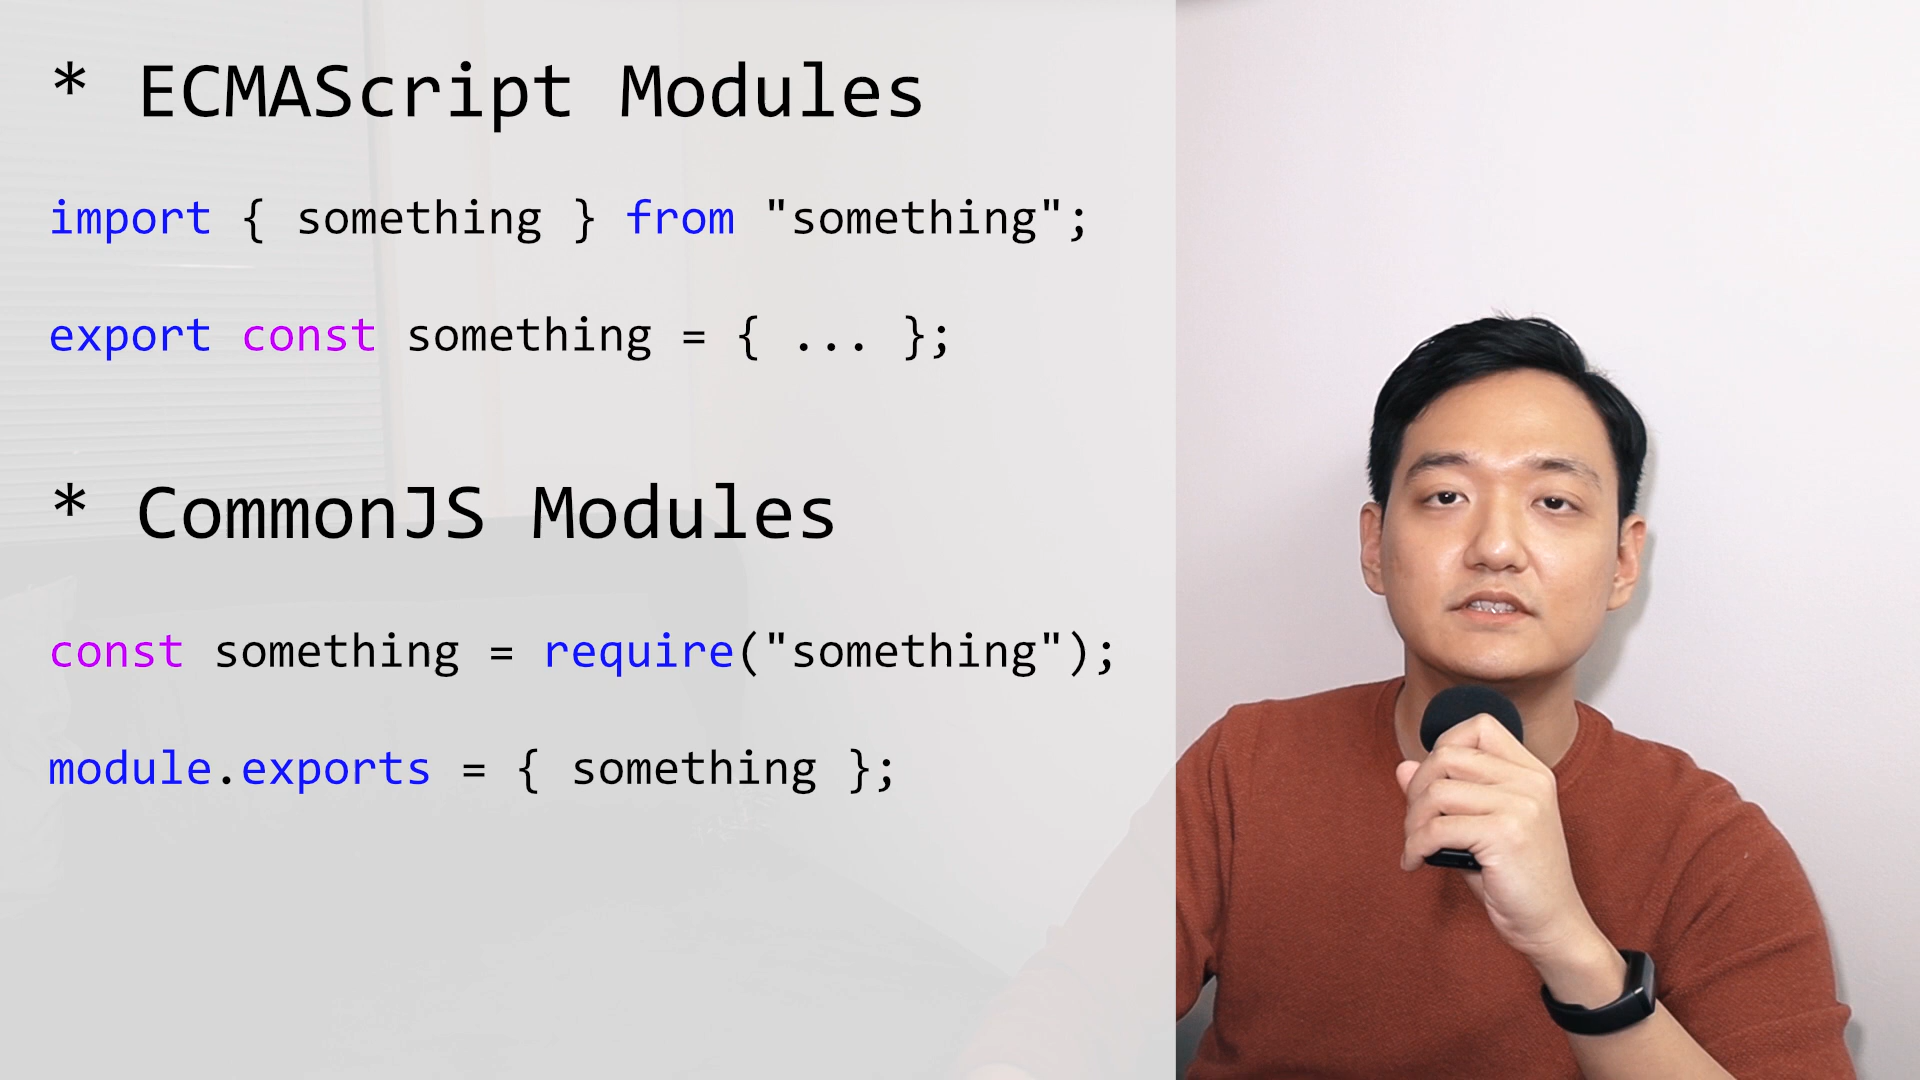 * ECMAScript Modules
import { something } from "something";
export const something = { ... };
* CommonJS Modules
const something = require("something");
module.exports = { something };